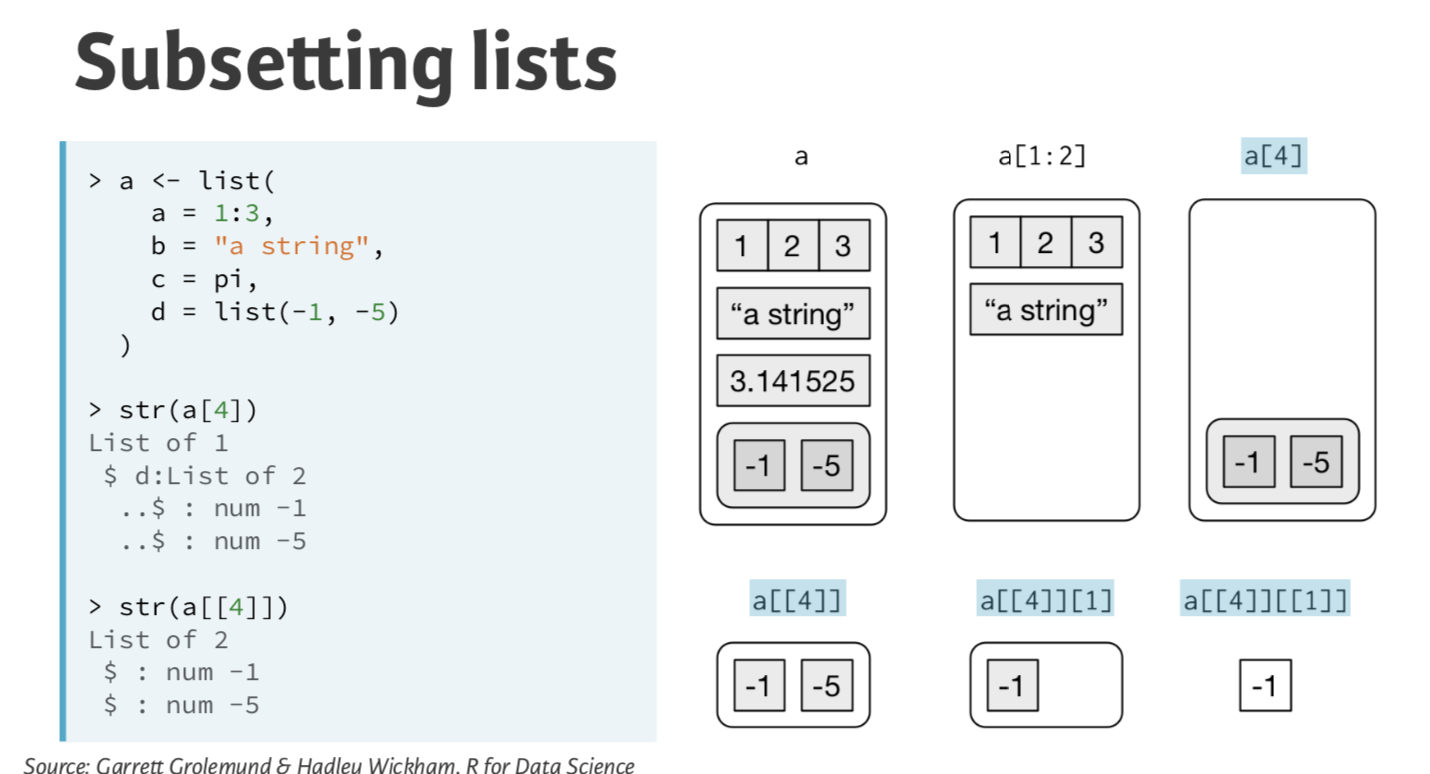 Subsetting lists
> a <- list(
    a = 1:3,
    b = "a string",
    c = pi,
    d = list(-1, -5)
  )
> str(a[4])
List of 1
 $ d:List of 2
  ..$ : num -1
  ..$ : num -5
> str(a[[4]])
List of 2
 $ : num -1
 $ : num -5
a
1 2 3
“a string”
3.141525
-1 -5
a[1:2]
1 2 3
“a string”
a[4]
-1 -5
a[[4]]
-1 -5
a[[4]][1]
-1
a[[4]][[1]]
-1
Source: Garrett Grolemund & Hadley Wickham, R for Data Science